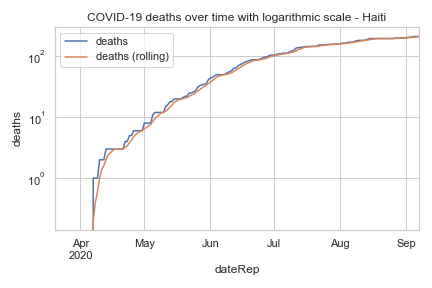 COVID-19 deaths over time with logarithmic scale - Haiti
deaths
deaths (rolling)
10²
10¹
10⁰
deaths
Apr
2020
May
Jun
Jul
Aug
Sep
dateRep